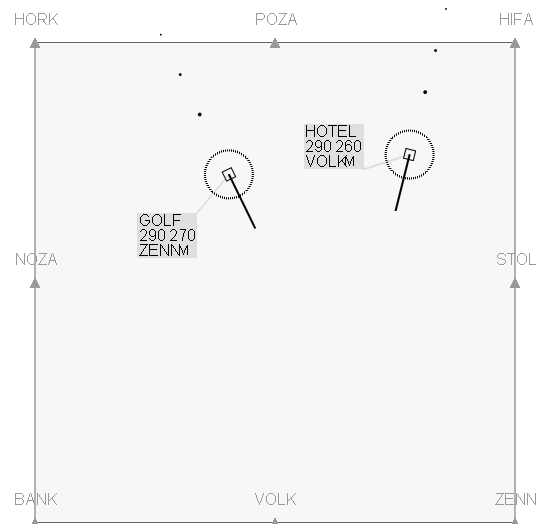 HORK POZA HIFA
HOTEL
290 260
VOLKM
GOLF
290 270
ZENNM
NOZA STOL
BANK VOLK ZENN